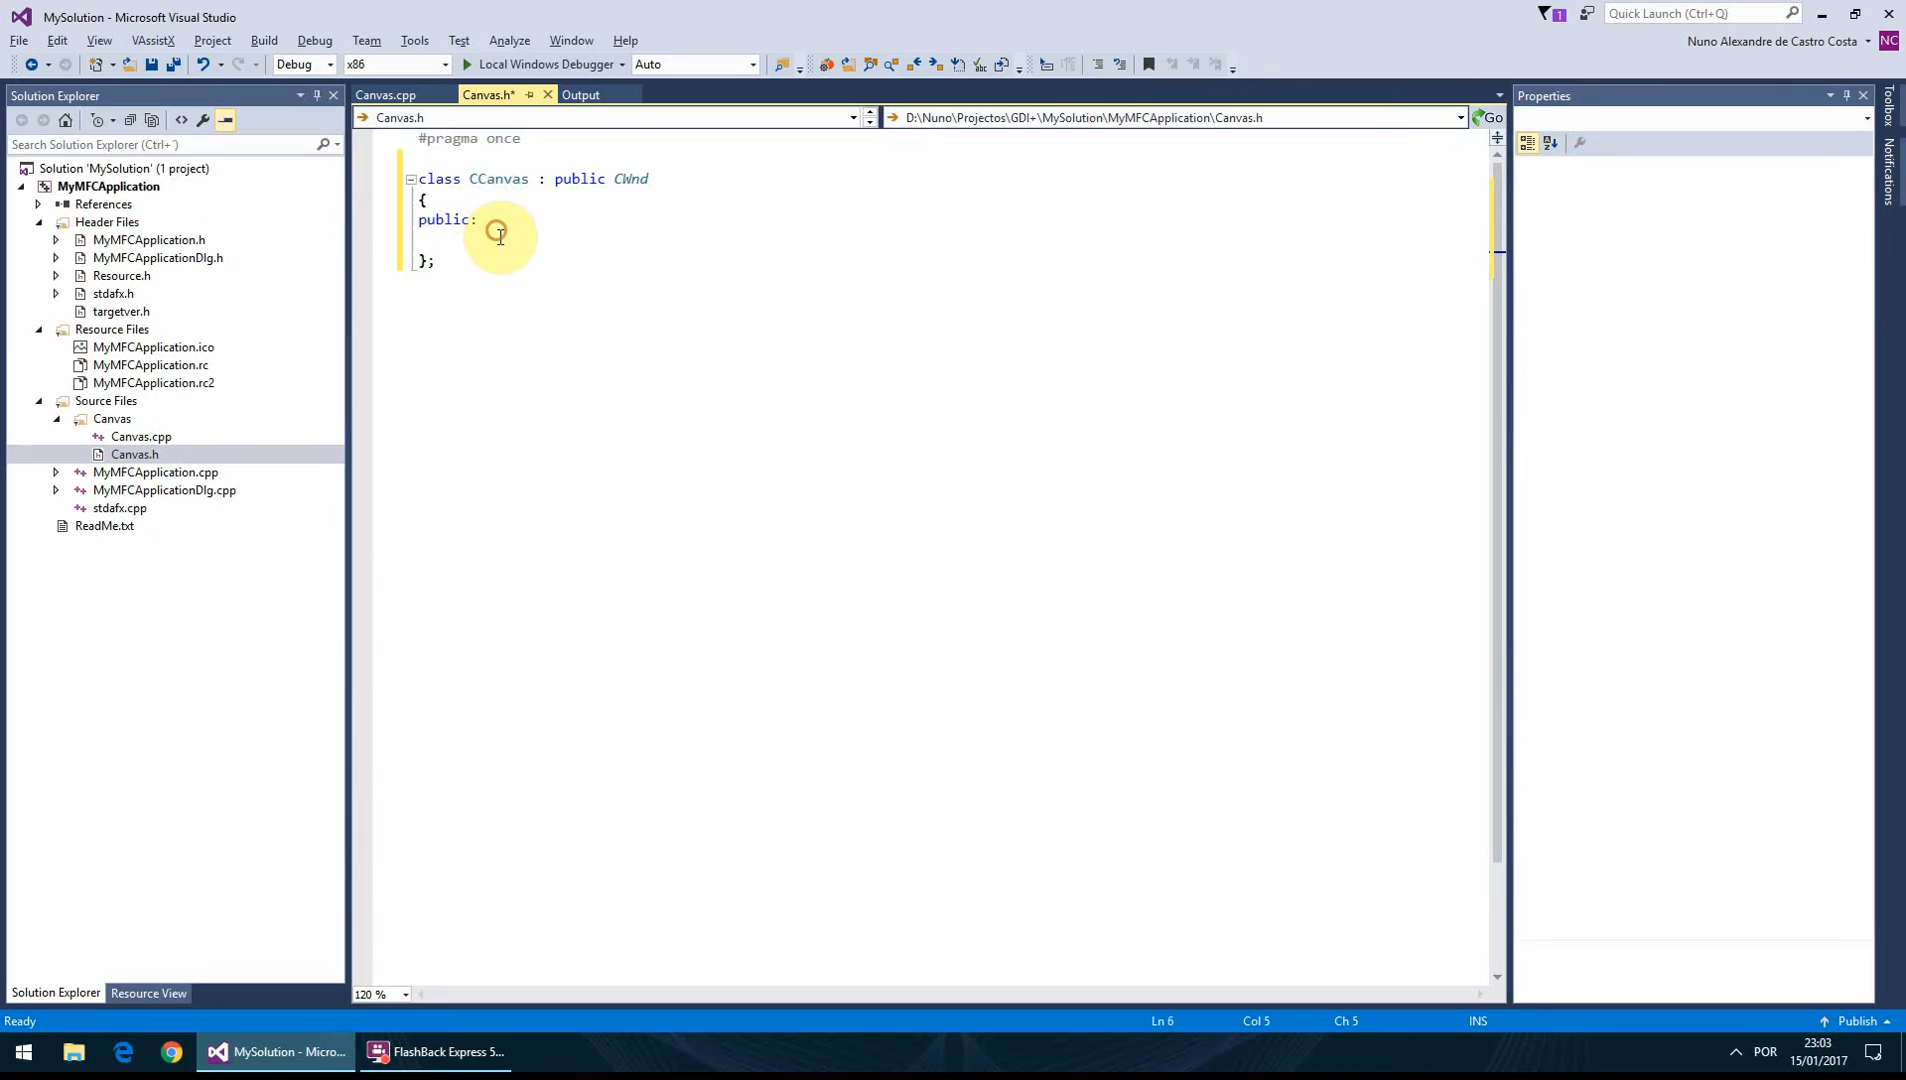 MySolution - Microsoft Visual Studio
1
Quick Launch (Ctrl+Q)
File Edit View VAssistX Project Build Debug Team Tools Test Analyze Window Help
Nuno Alexandre de Castro Costa NC
Debug x86 Local Windows Debugger Auto
Solution Explorer
Search Solution Explorer (Ctrl+´)
Solution 'MySolution' (1 project)
MyMFCApplication
References
Header Files
MyMFCApplication.h
MyMFCApplicationDlg.h
Resource.h
stdafx.h
targetver.h
Resource Files
MyMFCApplication.ico
MyMFCApplication.rc
MyMFCApplication.rc2
Source Files
Canvas
Canvas.cpp
Canvas.h
MyMFCApplication.cpp
MyMFCApplicationDlg.cpp
stdafx.cpp
ReadMe.txt
Solution Explorer Resource View
Canvas.cpp Canvas.h* Output
Canvas.h D:\Nuno\Projectos\GDI+\MySolution\MyMFCApplication\Canvas.h Go
#pragma once
class CCanvas : public CWnd
{
public:
};
120 %
Properties
Toolbox
Notifications
Ready Ln 6 Col 5 Ch 5 INS Publish
MySolution - Micro... FlashBack Express 5... POR 23:03
15/01/2017